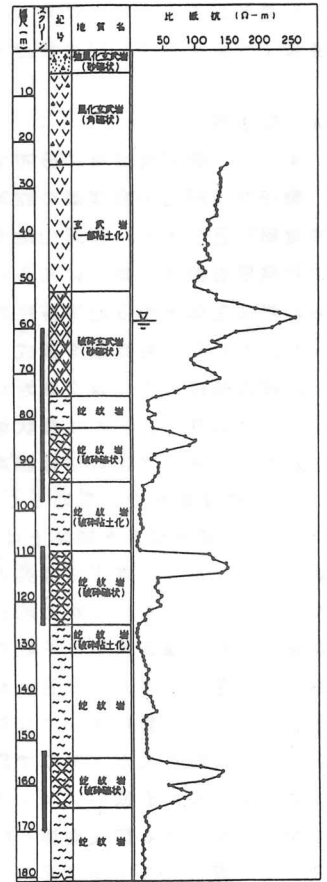 縮尺(m)
スクリーン
記号
地質名
比抵抗 (Ω-m)
0 50 100 150 200 250
強風化玄武岩
(砂礫状)
10
風化玄武岩
(角礫状)
20
30
玄武岩
(一部粘土化)
40
50
60
破砕玄武岩
(砂礫状)
70
80
蛇紋岩
蛇紋岩
(破砕礫状)
90
100
蛇紋岩
(破砕粘土化)
110
蛇紋岩
(破砕礫状)
120
130
蛇紋岩
(破砕粘土化)
140
蛇紋岩
150
160
蛇紋岩
(破砕礫状)
170
蛇紋岩
180